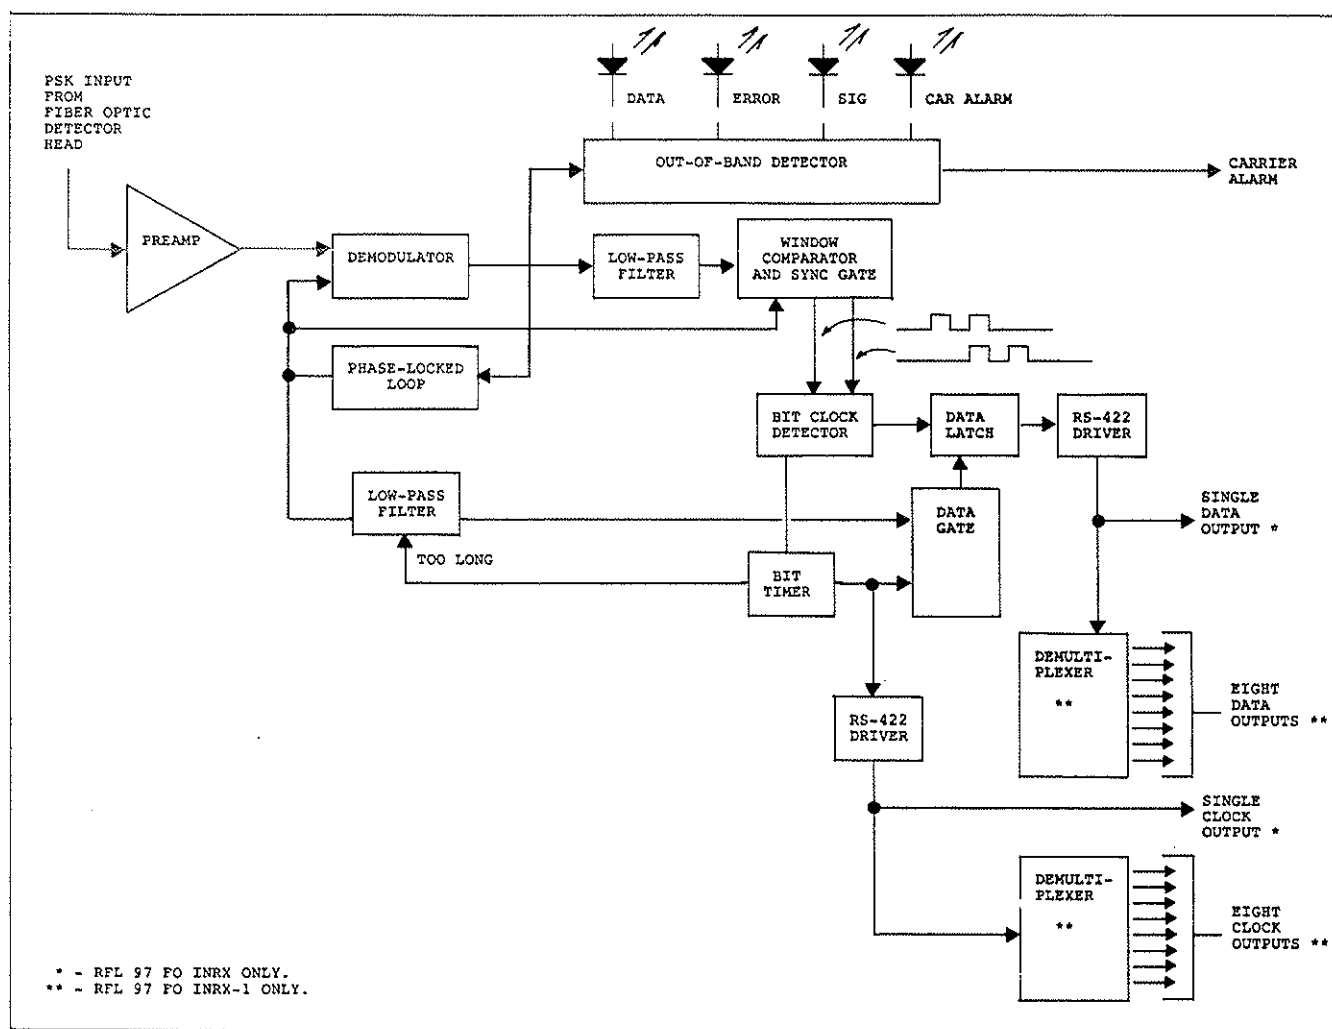 PSK INPUT
FROM
FIBER OPTIC
DETECTOR
HEAD
DATA
ERROR
SIG
CAR ALARM
OUT-OF-BAND DETECTOR
CARRIER
ALARM
PREAMP
DEMODULATOR
LOW-PASS
FILTER
WINDOW
COMPARATOR
AND SYNC GATE
PHASE-LOCKED
LOOP
BIT CLOCK
DETECTOR
DATA
LATCH
RS-422
DRIVER
LOW-PASS
FILTER
DATA
GATE
SINGLE
DATA
OUTPUT *
TOO LONG
BIT
TIMER
DEMULTI-
PLEXER
**
EIGHT
DATA
OUTPUTS **
RS-422
DRIVER
SINGLE
CLOCK
OUTPUT *
DEMULTI-
PLEXER
**
EIGHT
CLOCK
OUTPUTS **
* - RFL 97 FO INRX ONLY.
** - RFL 97 FO INRX-1 ONLY.